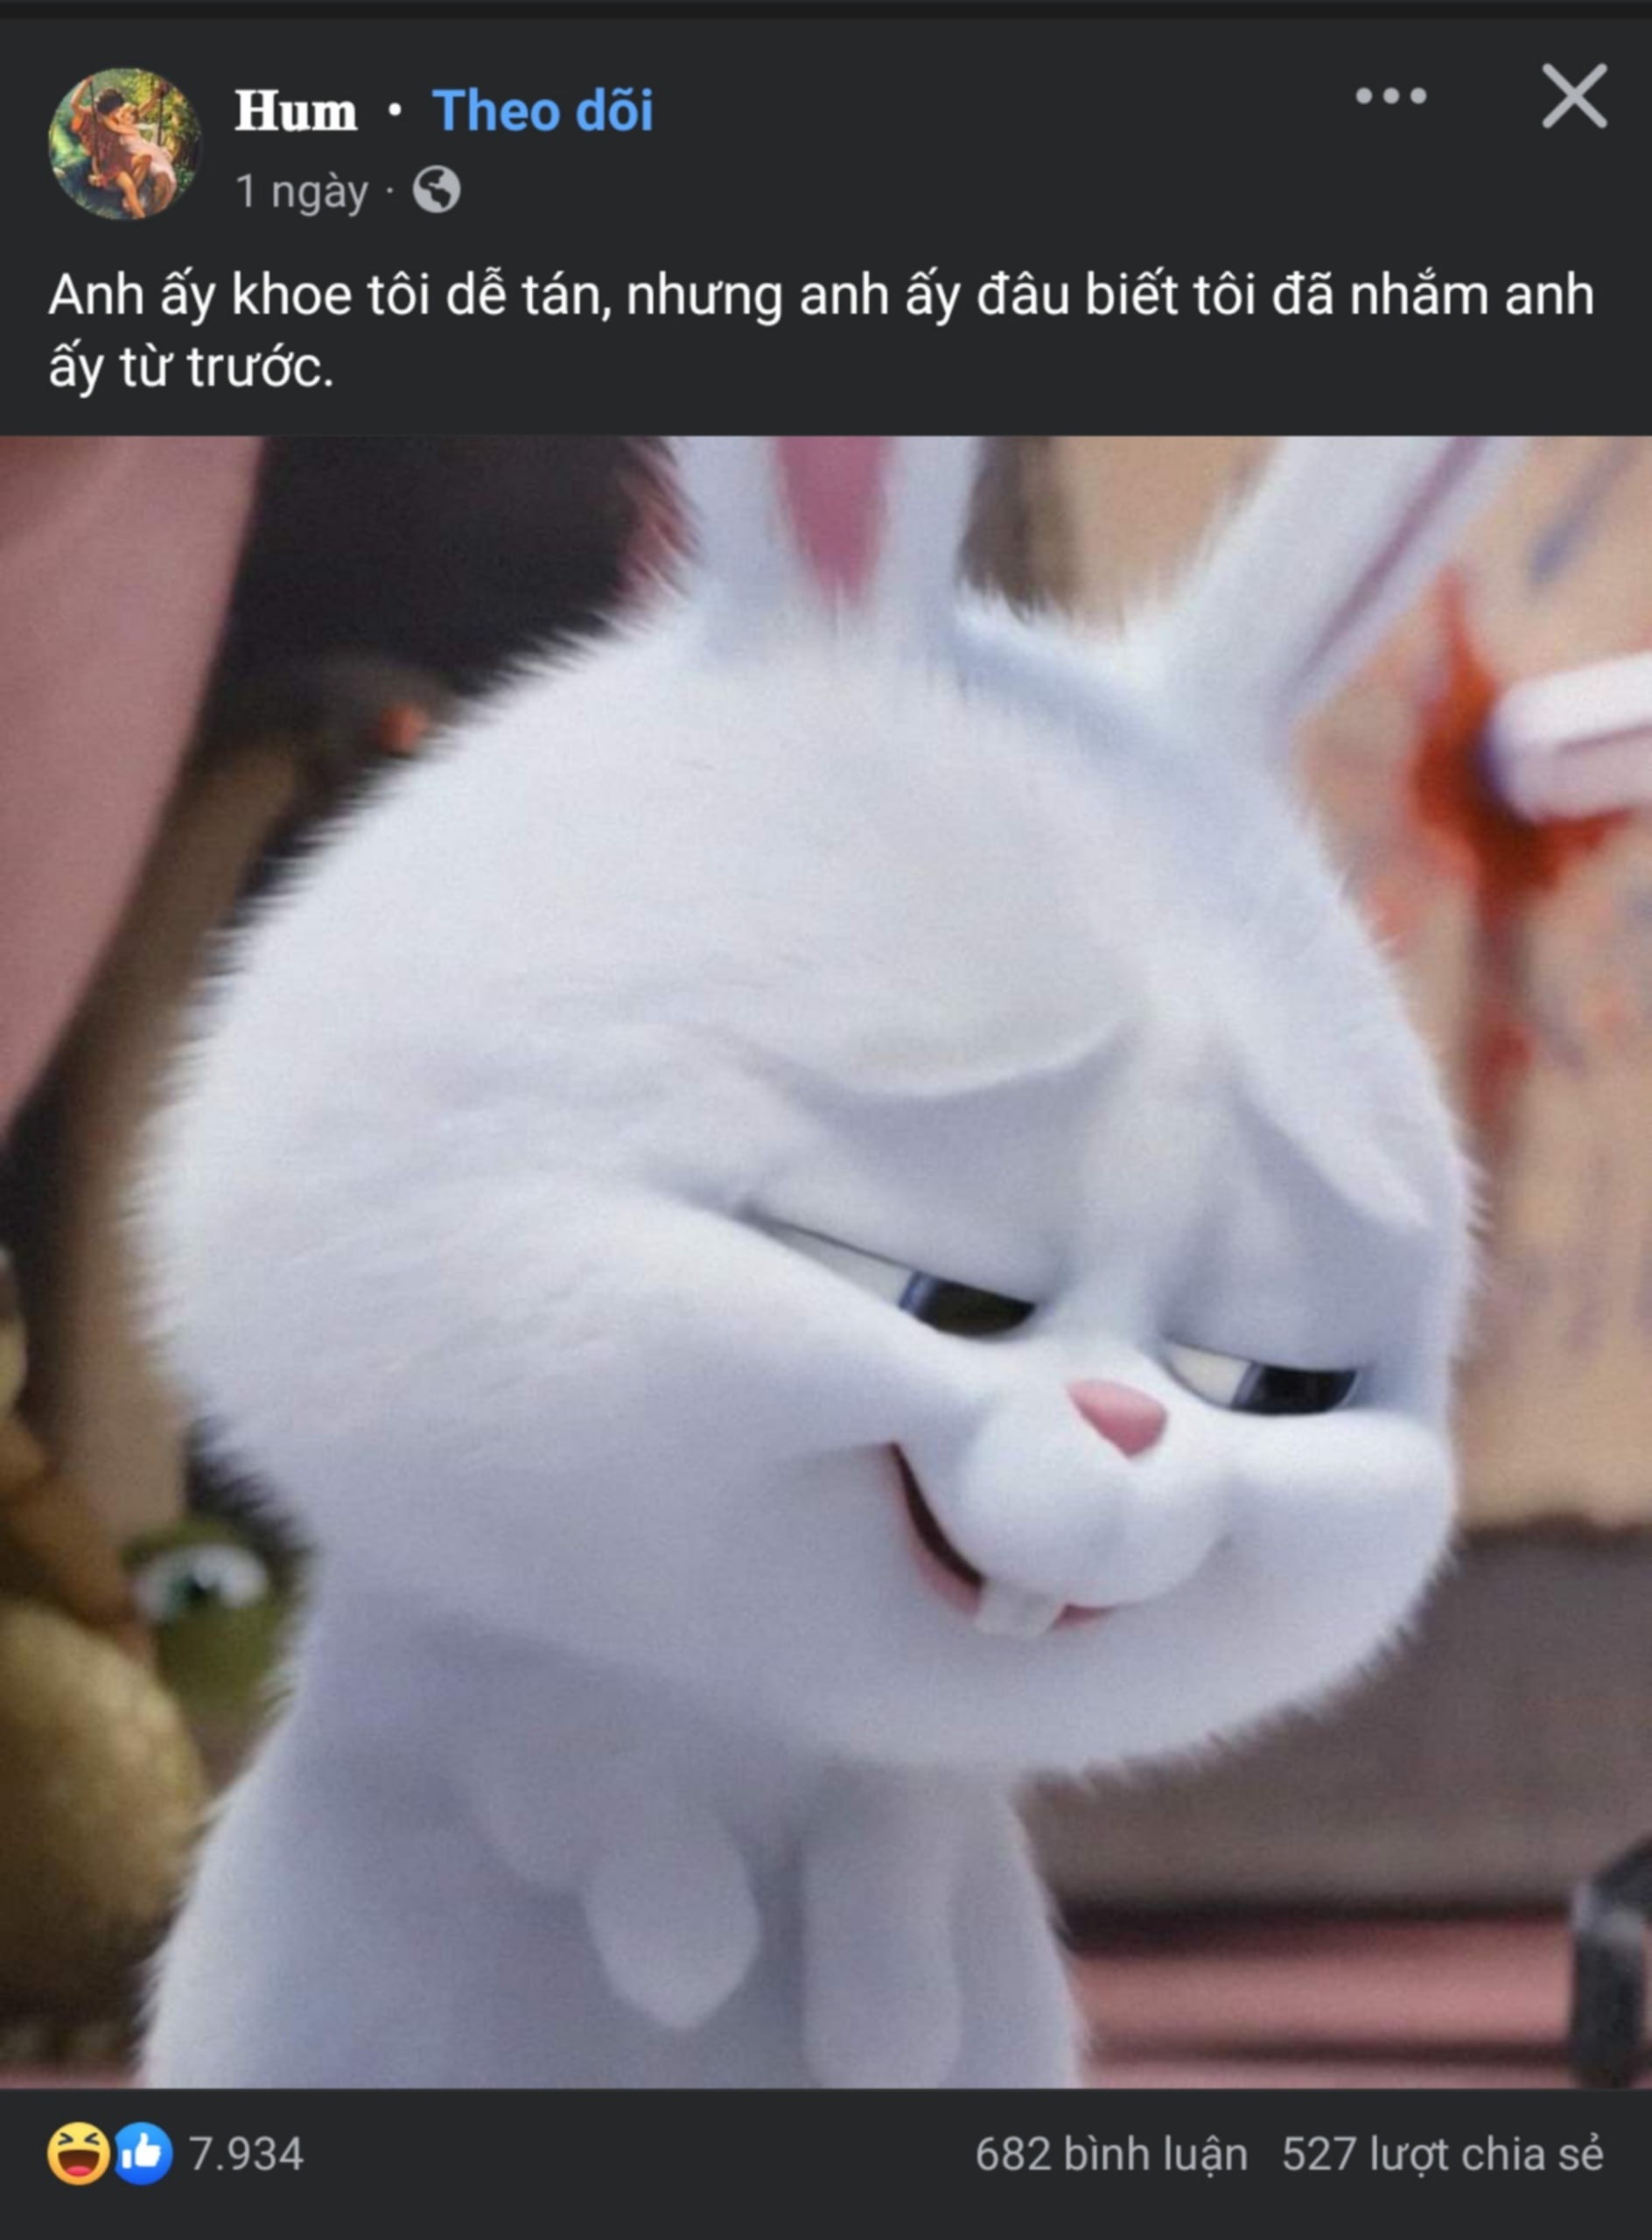 Hum • Theo dõi
1 ngày ·
Anh ấy khoe tôi dễ tán, nhưng anh ấy đâu biết tôi đã nhắm anh
ấy từ trước.
7.934 682 bình luận 527 lượt chia sẻ